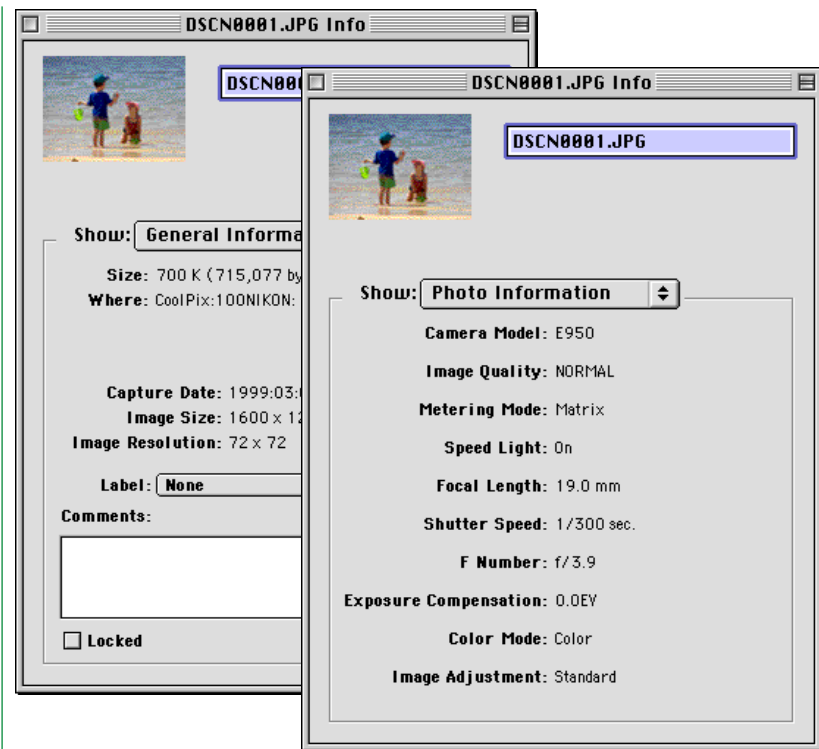 DSCN0001.JPG Info
Show: General Informa
Size: 700 K (715,077 by
Where: CoolPix:100NIKON:
Capture Date: 1999:03:
Image Size: 1600 x 12
Image Resolution: 72 x 72
Label: None
Comments:
Locked
DSCN0001.JPG Info
DSCN0001.JPG
Show: Photo Information
Camera Model: E950
Image Quality: NORMAL
Metering Mode: Matrix
Speed Light: On
Focal Length: 19.0 mm
Shutter Speed: 1/300 sec.
F Number: f/3.9
Exposure Compensation: 0.0EV
Color Mode: Color
Image Adjustment: Standard